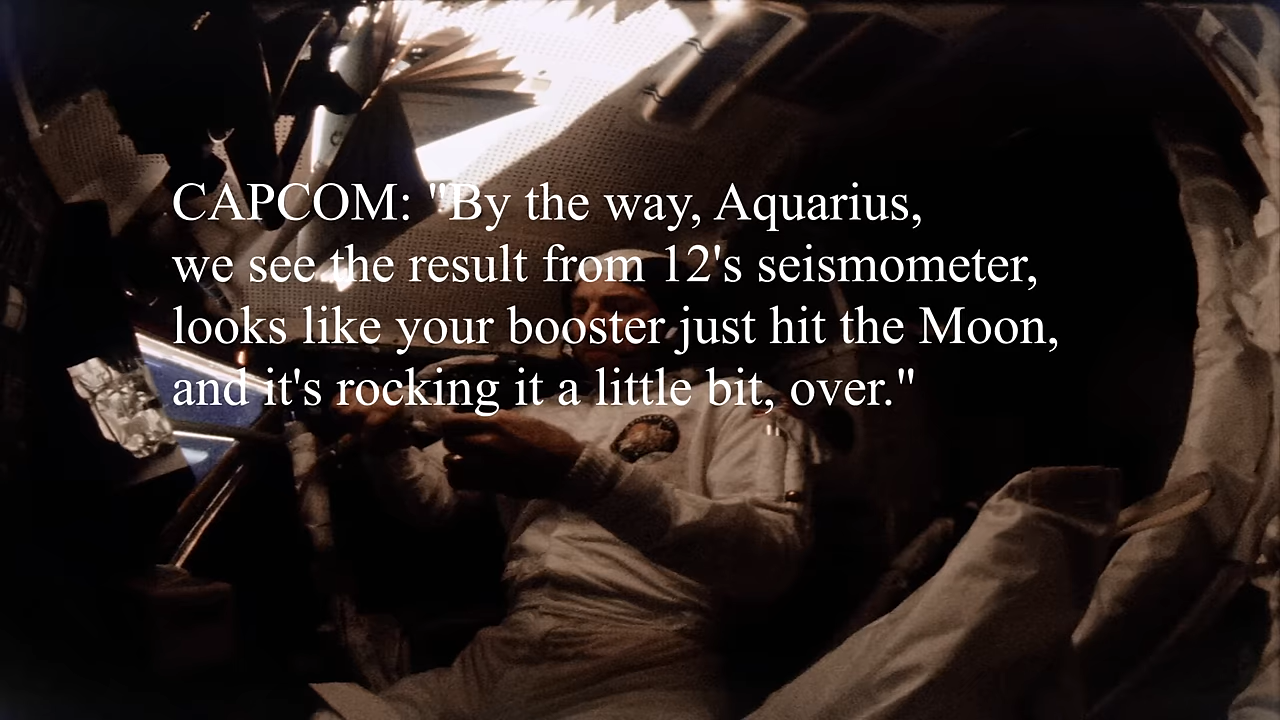 CAPCOM: "By the way, Aquarius,
we see the result from 12's seismometer,
looks like your booster just hit the Moon,
and it's rocking it a little bit, over."